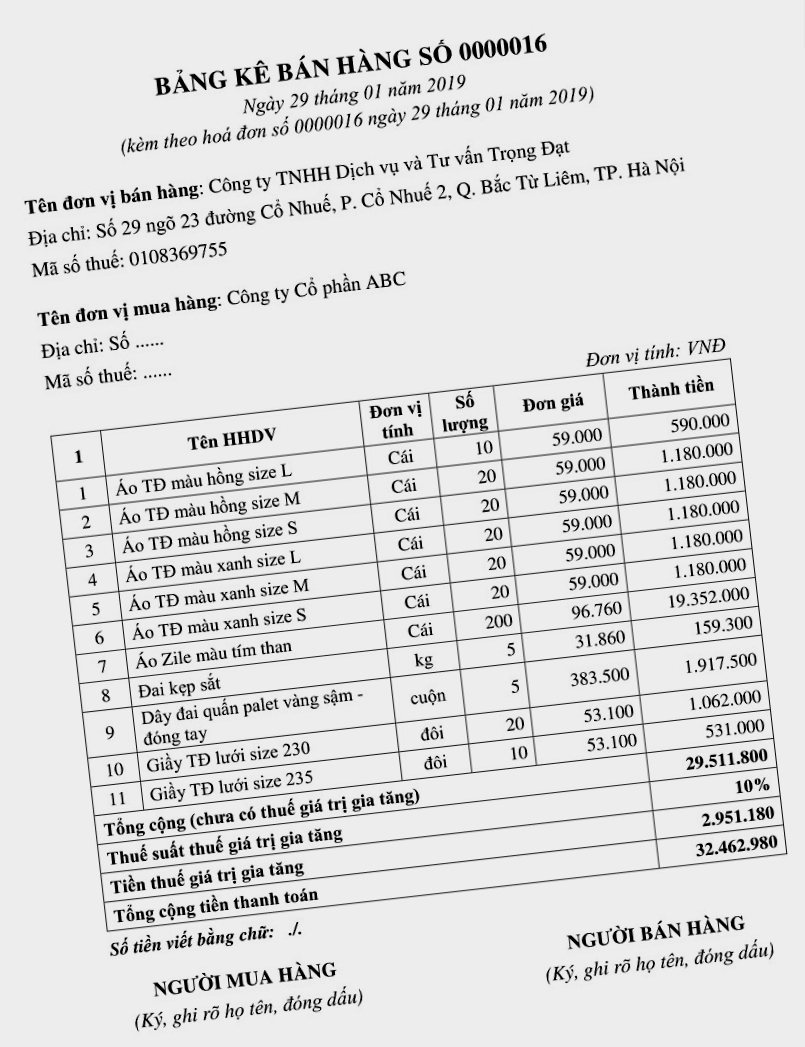 BẢNG KÊ BÁN HÀNG SỐ 0000016
Ngày 29 tháng 01 năm 2019
(kèm theo hoá đơn số 0000016 ngày 29 tháng 01 năm 2019)
Tên đơn vị bán hàng: Công ty TNHH Dịch vụ và Tư vấn Trọng Đạt
Địa chỉ: Số 29 ngõ 23 đường Cổ Nhuế, P. Cổ Nhuế 2, Q. Bắc Từ Liêm, TP. Hà Nội
Mã số thuế: 0108369755
Tên đơn vị mua hàng: Công ty Cổ phần ABC
Địa chỉ: Số ......
Mã số thuế: ......
Đơn vị tính: VNĐ
1 Tên HHDV Đơn vị tính Số lượng Đơn giá Thành tiền
1 Áo TĐ màu hồng size L Cái 10 59.000 590.000
2 Áo TĐ màu hồng size M Cái 20 59.000 1.180.000
3 Áo TĐ màu hồng size S Cái 20 59.000 1.180.000
4 Áo TĐ màu xanh size L Cái 20 59.000 1.180.000
5 Áo TĐ màu xanh size M Cái 20 59.000 1.180.000
6 Áo TĐ màu xanh size S Cái 20 59.000 1.180.000
7 Áo Zile màu tím than Cái 200 96.760 19.352.000
8 Đai kẹp sắt kg 5 31.860 159.300
9 Dây đai quấn palet vàng sậm - cuộn 5 383.500 1.917.500
đóng tay
10 Giầy TĐ lưới size 230 đôi 20 53.100 1.062.000
11 Giầy TĐ lưới size 235 đôi 10 53.100 531.000
Tổng cộng (chưa có thuế giá trị gia tăng) 29.511.800
Thuế suất thuế giá trị gia tăng 10%
Tiền thuế giá trị gia tăng 2.951.180
Tổng cộng tiền thanh toán 32.462.980
Số tiền viết bằng chữ: ./.
NGƯỜI MUA HÀNG NGƯỜI BÁN HÀNG
(Ký, ghi rõ họ tên, đóng dấu) (Ký, ghi rõ họ tên, đóng dấu)